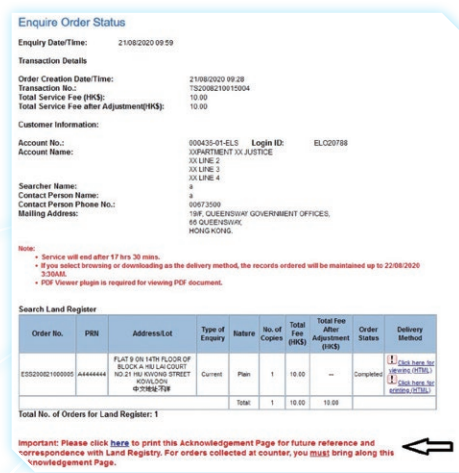 Enquire Order Status
Enquiry Date/Time: 21/08/2020 09:59
Transaction Details
Order Creation Date/Time: 21/08/2020 09:28
Transaction No.: TS2008210015004
Total Service Fee (HK$): 10.00
Total Service Fee after Adjustment(HK$): 10.00
Customer Information:
Account No.: 000435-01-ELS Login ID: ELO20788
Account Name: XXPARTMENT XX JUSTICE
XX LINE 2
XX LINE 3
XX LINE 4
Searcher Name: a
Contact Person Name: a
Contact Person Phone No.: 00673500
Mailing Address: 19/F, QUEENSWAY GOVERNMENT OFFICES,
66 QUEENSWAY,
HONG KONG.
Note:
• Service will end after 17 hrs 30 mins.
• If you select browsing or downloading as the delivery method, the records ordered will be maintained up to 22/08/2020
3:30AM.
• PDF Viewer plugin is required for viewing PDF document.
Search Land Register
Order No. PRN Address/Lot Type of Enquiry Nature No. of Copies Total Fee (HK$) Total Fee After Adjustment (HK$) Order Status Delivery Method
ESS200821000005 A4444444 FLAT 9 ON 14TH FLOOR OF BLOCK A HIU LAI COURT NO.21 HIU KWONG STREET KOWLOON 中文地址不詳 Current Plain 1 10.00 -- Completed Click here for viewing (HTML) Click here for printing (HTML)
Total 1 10.00 10.00
Total No. of Orders for Land Register: 1
Important: Please click here to print this Acknowledgement Page for future reference and
correspondence with Land Registry. For orders collected at counter, you must bring along this
knowledgement Page.